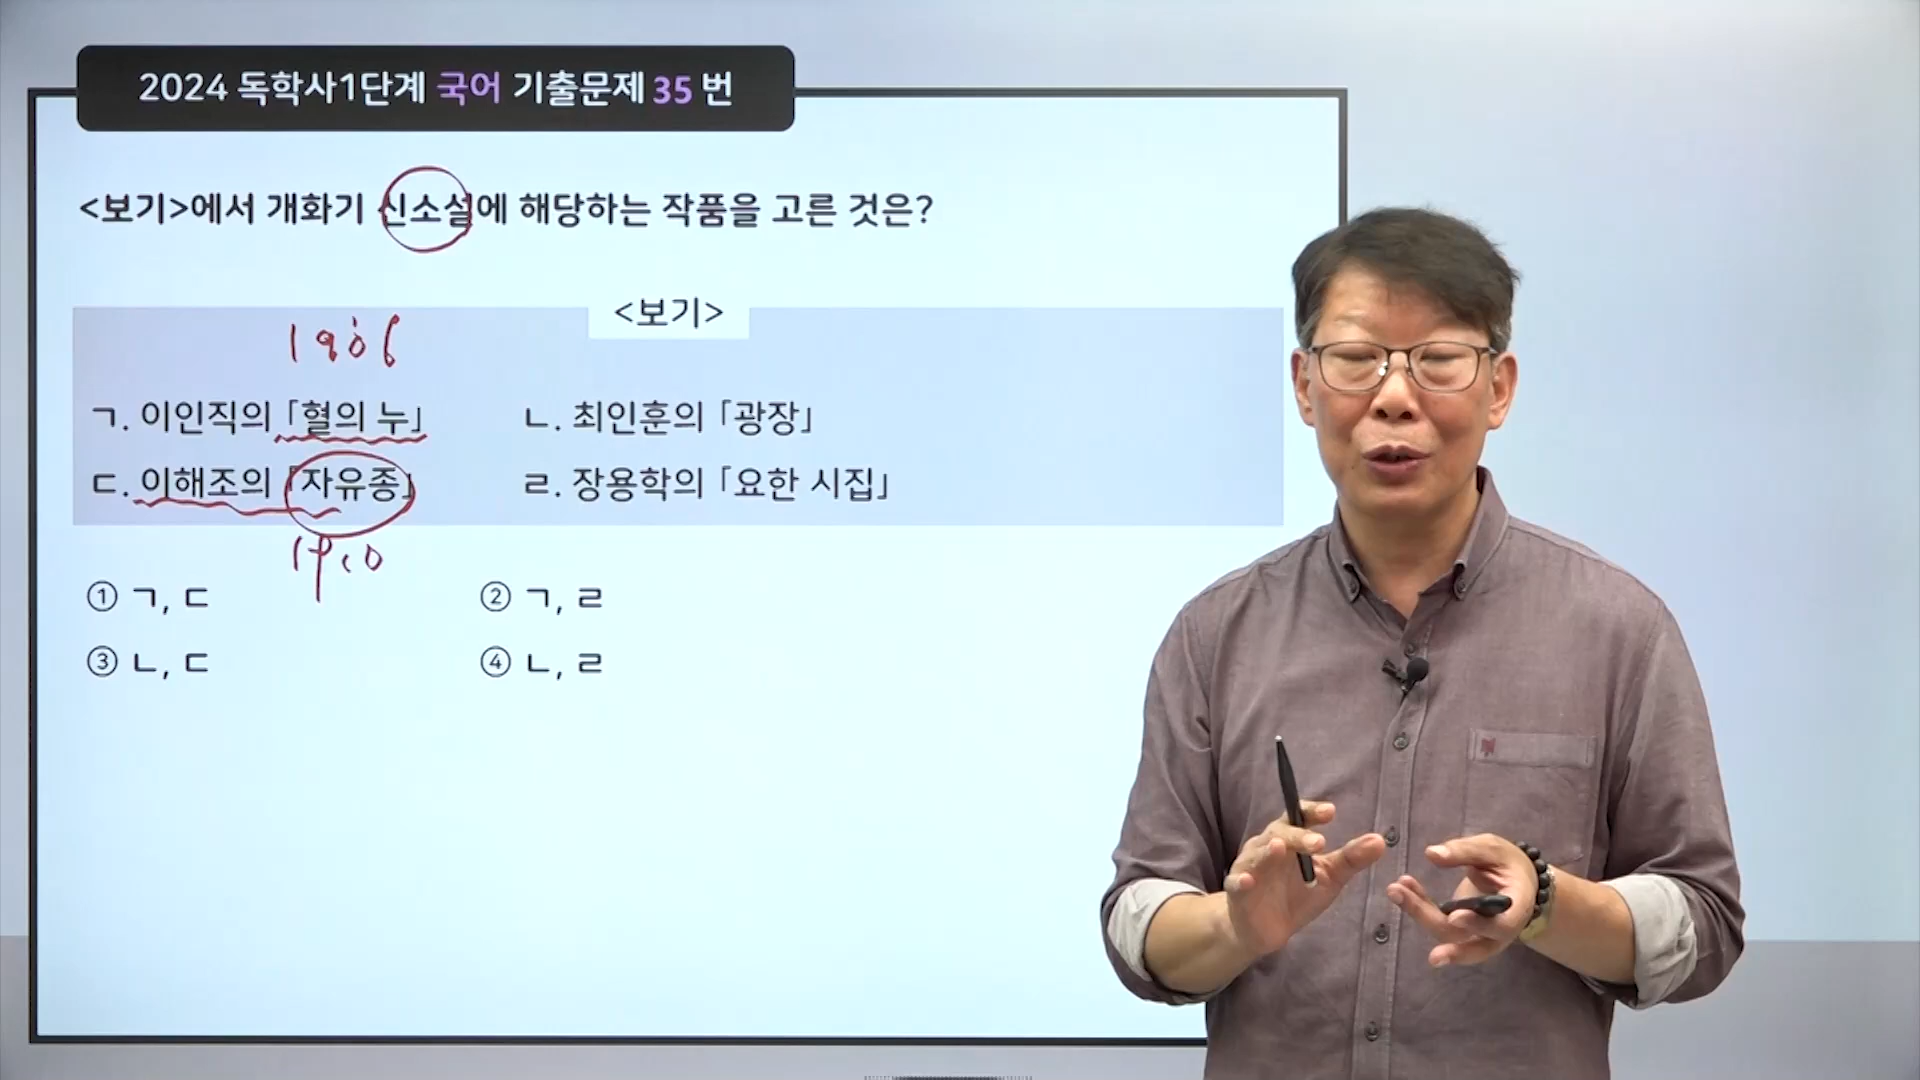 2024 독학사1단계 국어 기출문제 35 번
<보기>에서 개화기 신소설에 해당하는 작품을 고른 것은?
<보기>
1906
ㄱ. 이인직의 「혈의 누」 ㄴ. 최인훈의 「광장」
ㄷ. 이해조의 「자유종」 ㄹ. 장용학의 「요한 시집」
1910
① ㄱ, ㄷ ② ㄱ, ㄹ
③ ㄴ, ㄷ ④ ㄴ, ㄹ